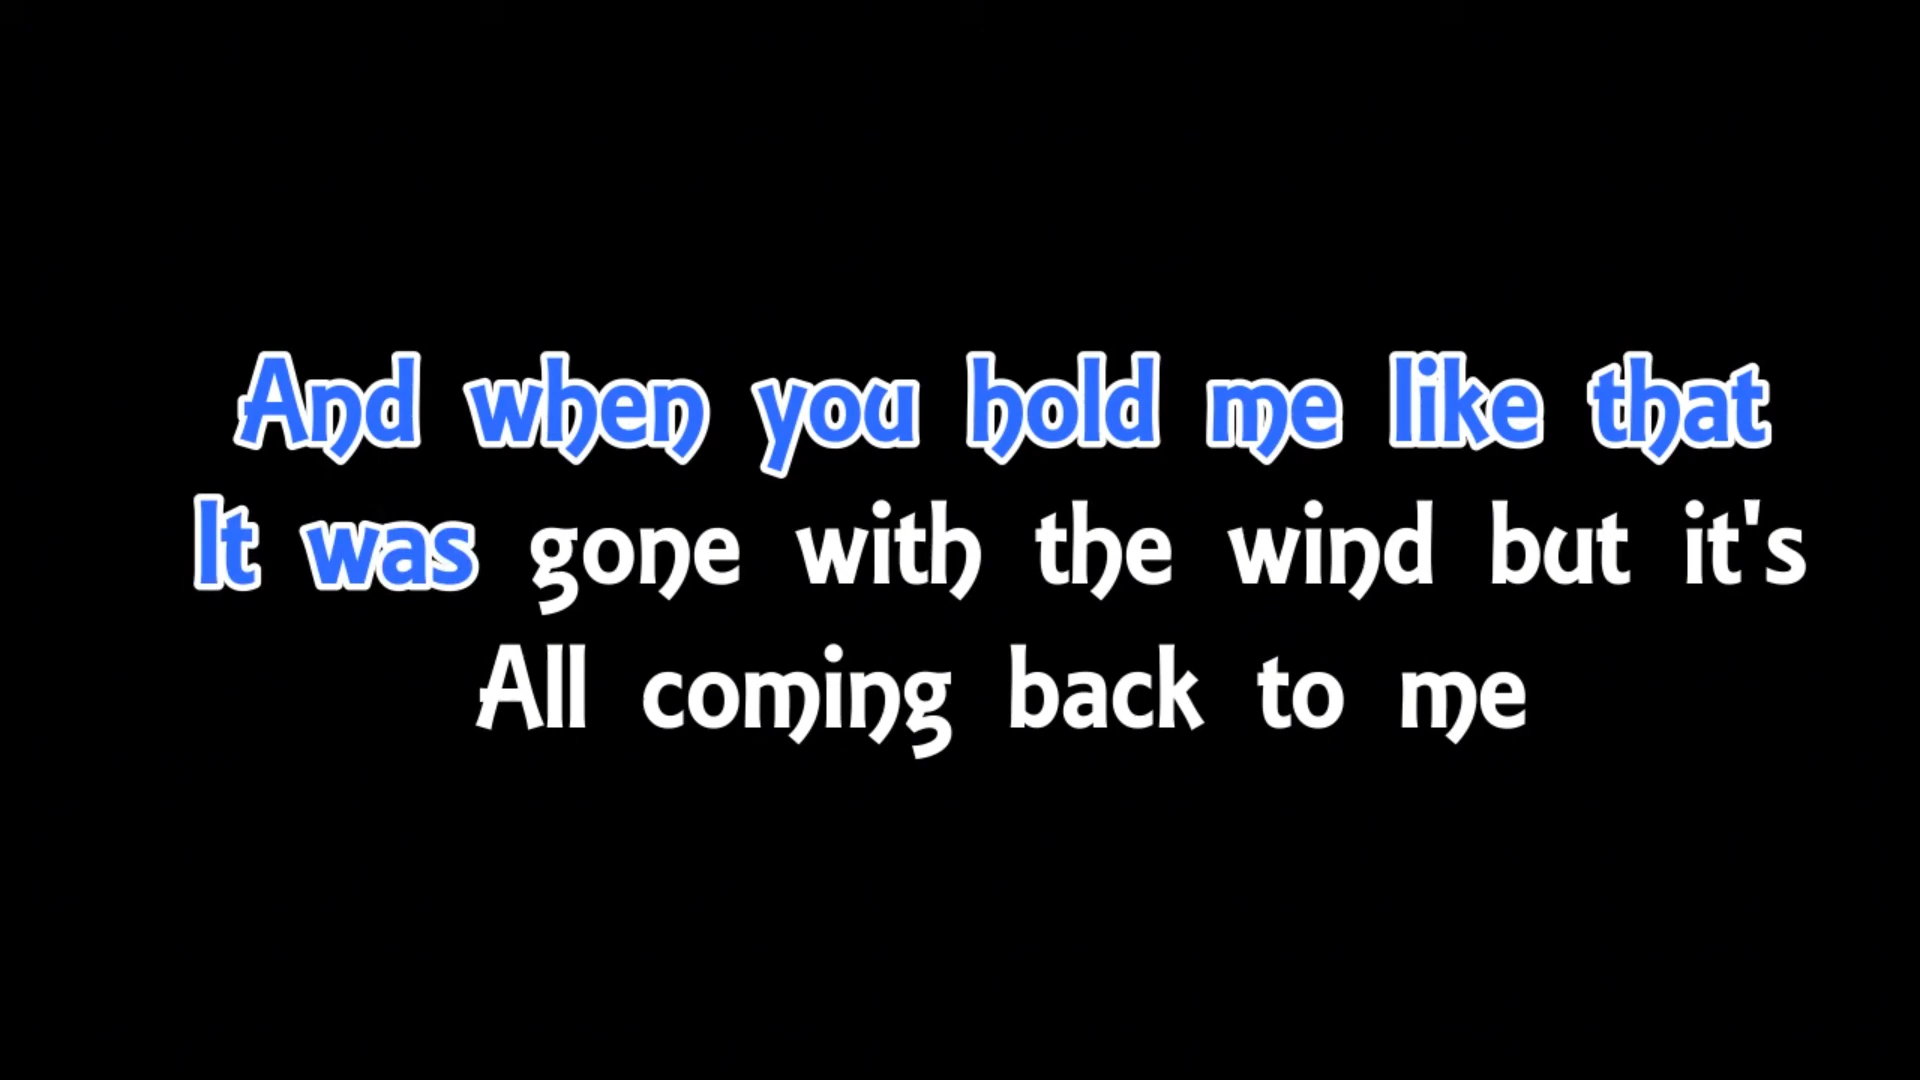 And when you hold me like that
It was gone with the wind but it's
All coming back to me